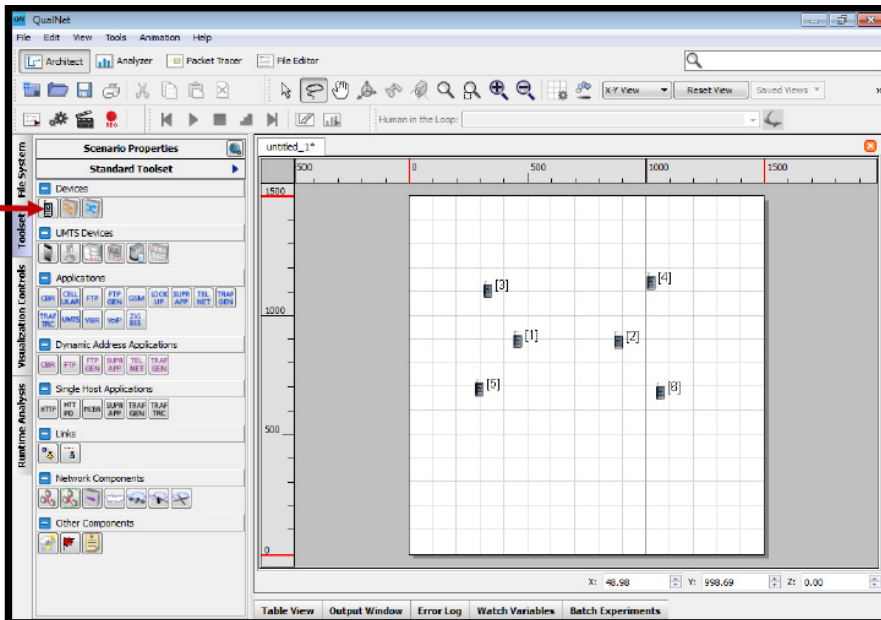 QualNet
File Edit View Tools Animation Help
Architect Analyzer Packet Tracer File Editor
X-Y View Reset View Saved Views
REC Human in the Loop:
File System
Toolset
Visualization Controls
Runtime Analysis
Scenario Properties
Standard Toolset
Devices
UMTS Devices
Applications
CBR CELLULAR FTP FTP GEN GSM LOOK UP SUPR APP TEL NET TRAF GEN
TRAF TRC UMTS VBR VoIP ZIG BEE
Dynamic Address Applications
CBR FTP FTP GEN SUPR APP TEL NET TRAF GEN
Single Host Applications
HTTP HTTPD MCBR SUPR APP TRAF GEN TRAF TRC
Links
Network Components
Other Components
untitled_1*
500 0 500 1000 1500
1500
[3] [4]
1000
[1] [2]
[5] [6]
500
0
X: 48.98 Y: 998.69 Z: 0.00
Table View Output Window Error Log Watch Variables Batch Experiments